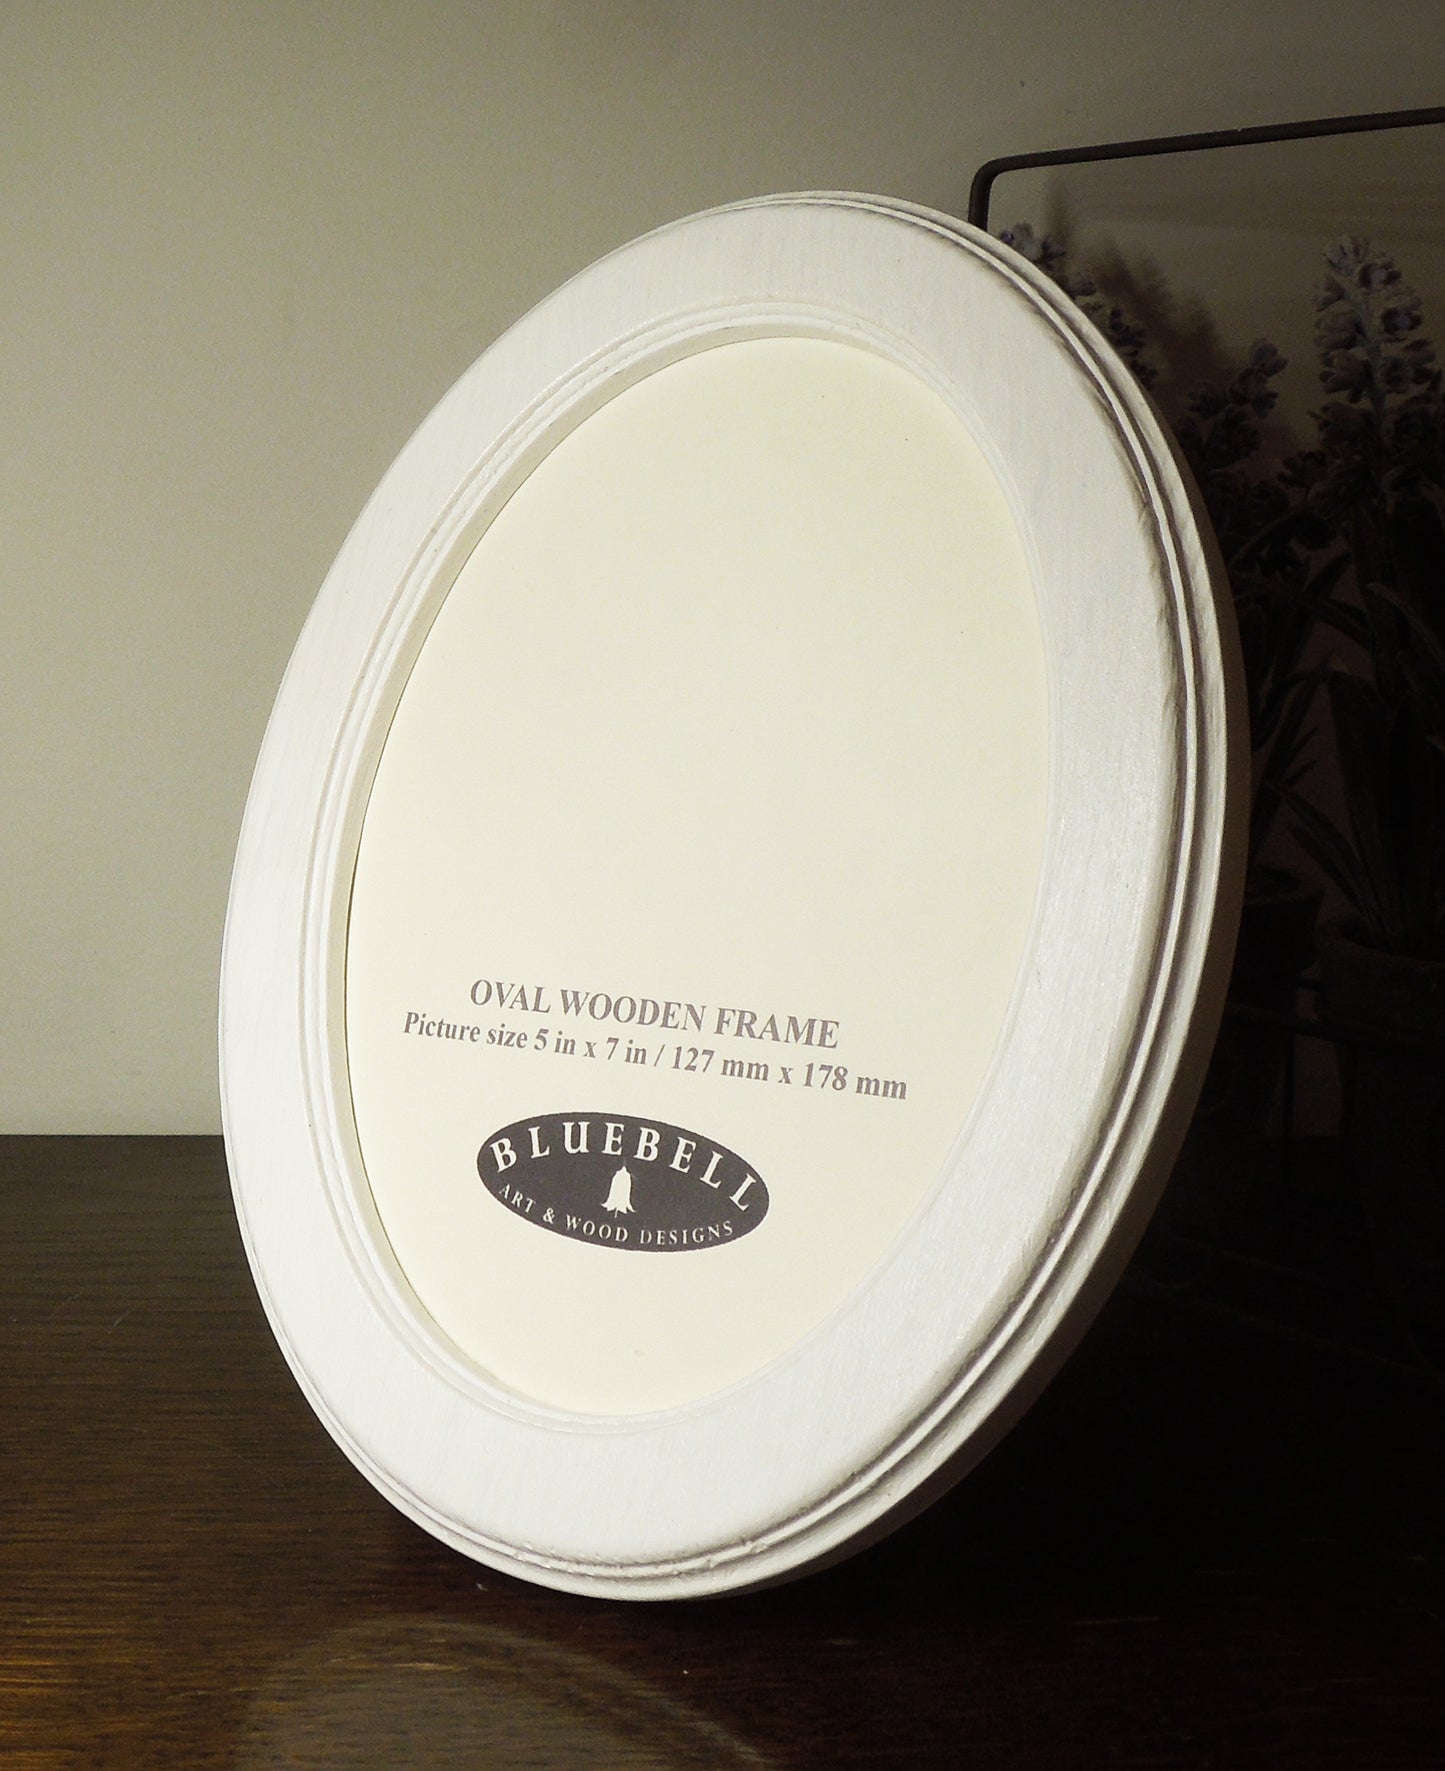 OVAL WOODEN FRAME
Picture size 5 in x 7 in / 127 mm x 178 mm
BLUEBELL
ART & WOOD DESIGNS